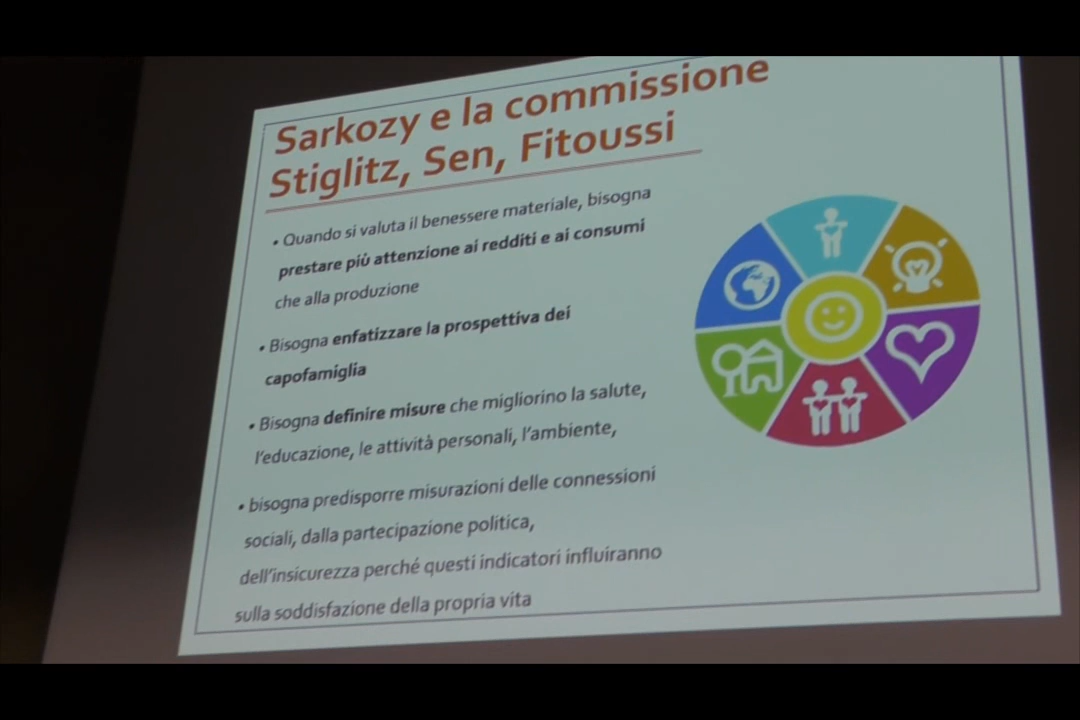 Sarkozy e la commissione
Stiglitz, Sen, Fitoussi
• Quando si valuta il benessere materiale, bisogna
prestare più attenzione ai redditi e ai consumi
che alla produzione
• Bisogna enfatizzare la prospettiva dei
capofamiglia
• Bisogna definire misure che migliorino la salute,
l'educazione, le attività personali, l'ambiente,
• bisogna predisporre misurazioni delle connessioni
sociali, dalla partecipazione politica,
dell'insicurezza perché questi indicatori influiranno
sulla soddisfazione della propria vita